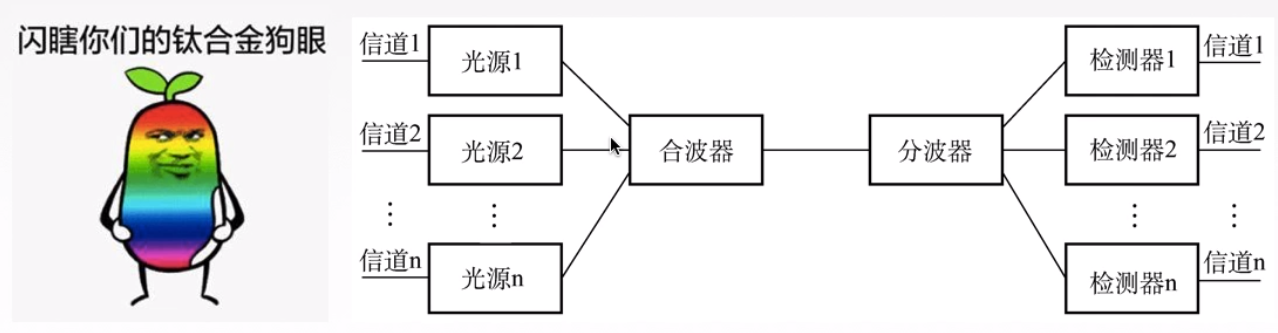 闪瞎你们的钛合金狗眼
信道1
光源1
检测器1
信道1
信道2
光源2
合波器
分波器
检测器2
信道2
⋮
⋮
⋮
⋮
信道n
光源n
检测器n
信道n